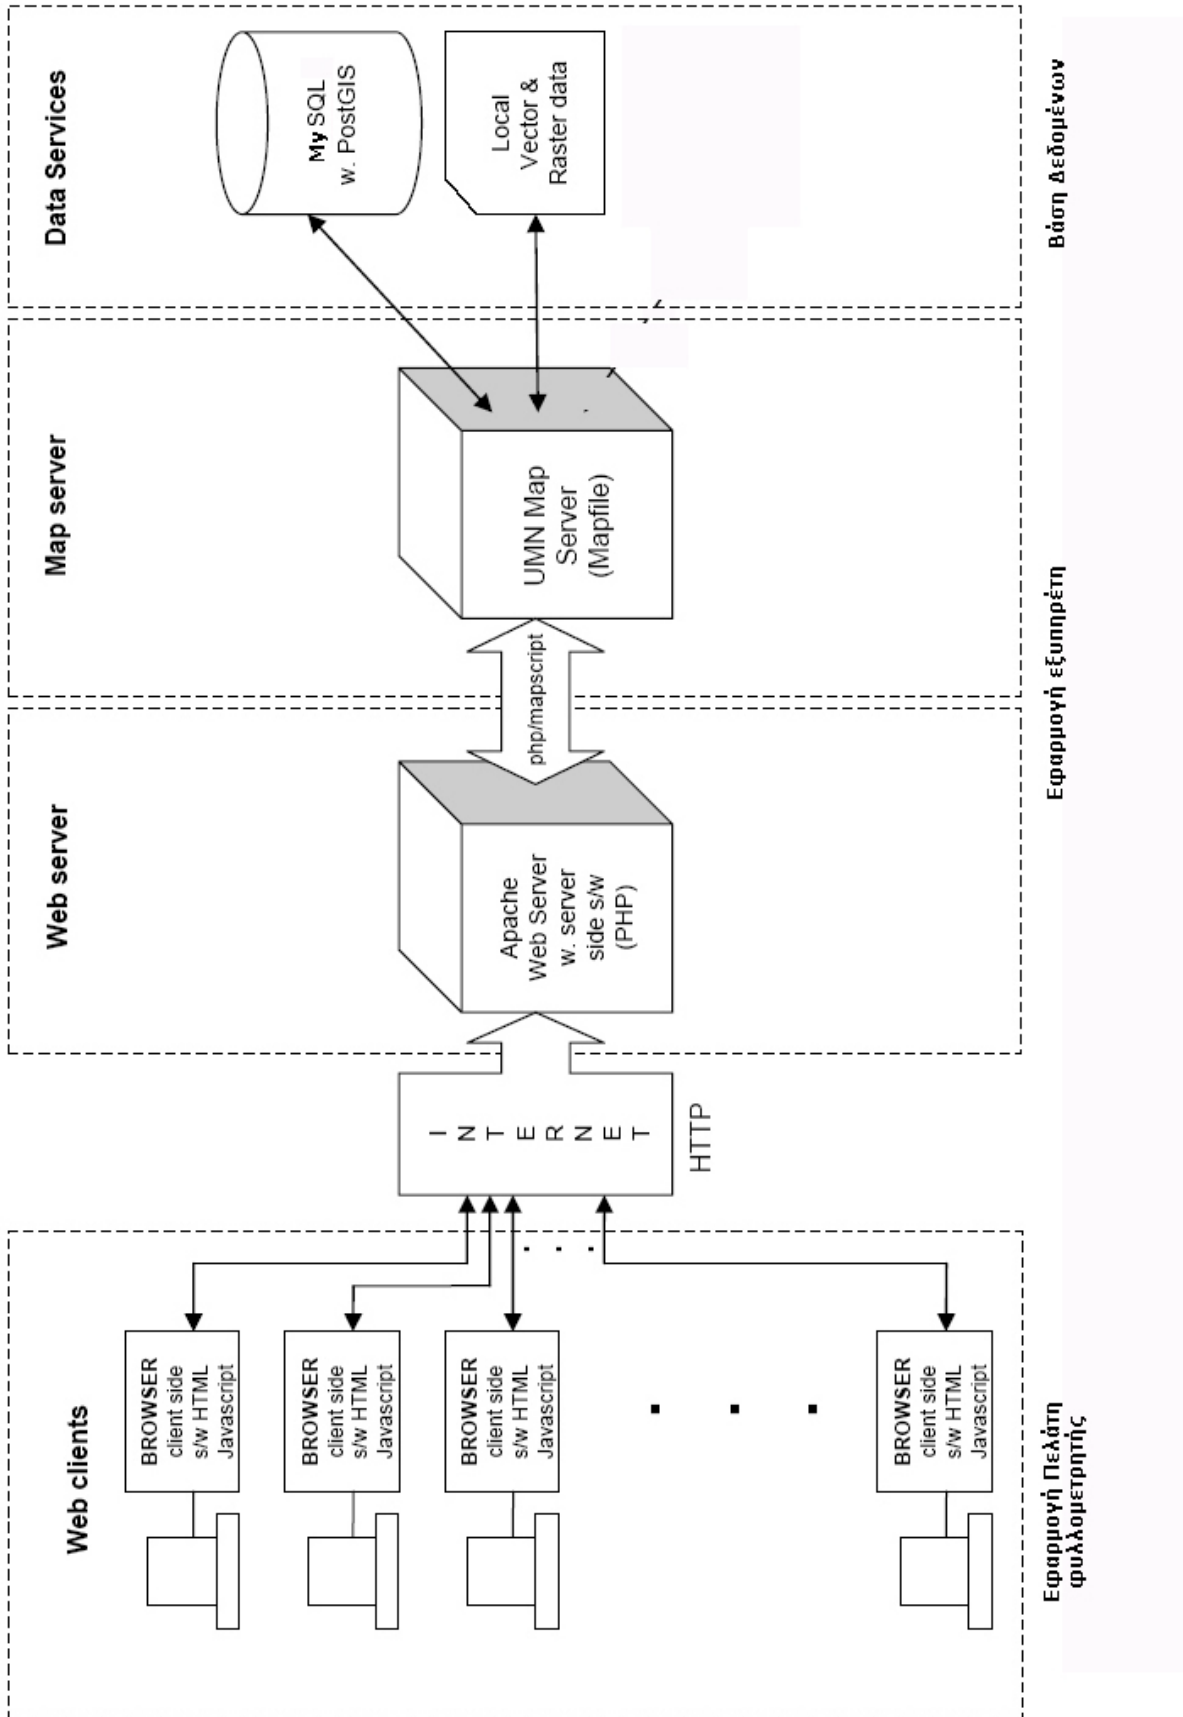 Web clients
Web server
Map server
Data Services
BROWSER
client side
s/w HTML
Javascript
BROWSER
client side
s/w HTML
Javascript
BROWSER
client side
s/w HTML
Javascript
BROWSER
client side
s/w HTML
Javascript
I
N
T
E
R
N
E
T
HTTP
Apache
Web Server
w. server
side s/w
(PHP)
php/mapscript
UMN Map
Server
(Mapfile)
MySQL
w. PostGIS
Local
Vector &
Raster data
Εφαρμογή Πελάτη
φυλλομετρητής
Εφαρμογή εξυπηρέτη
Βάση Δεδομένων